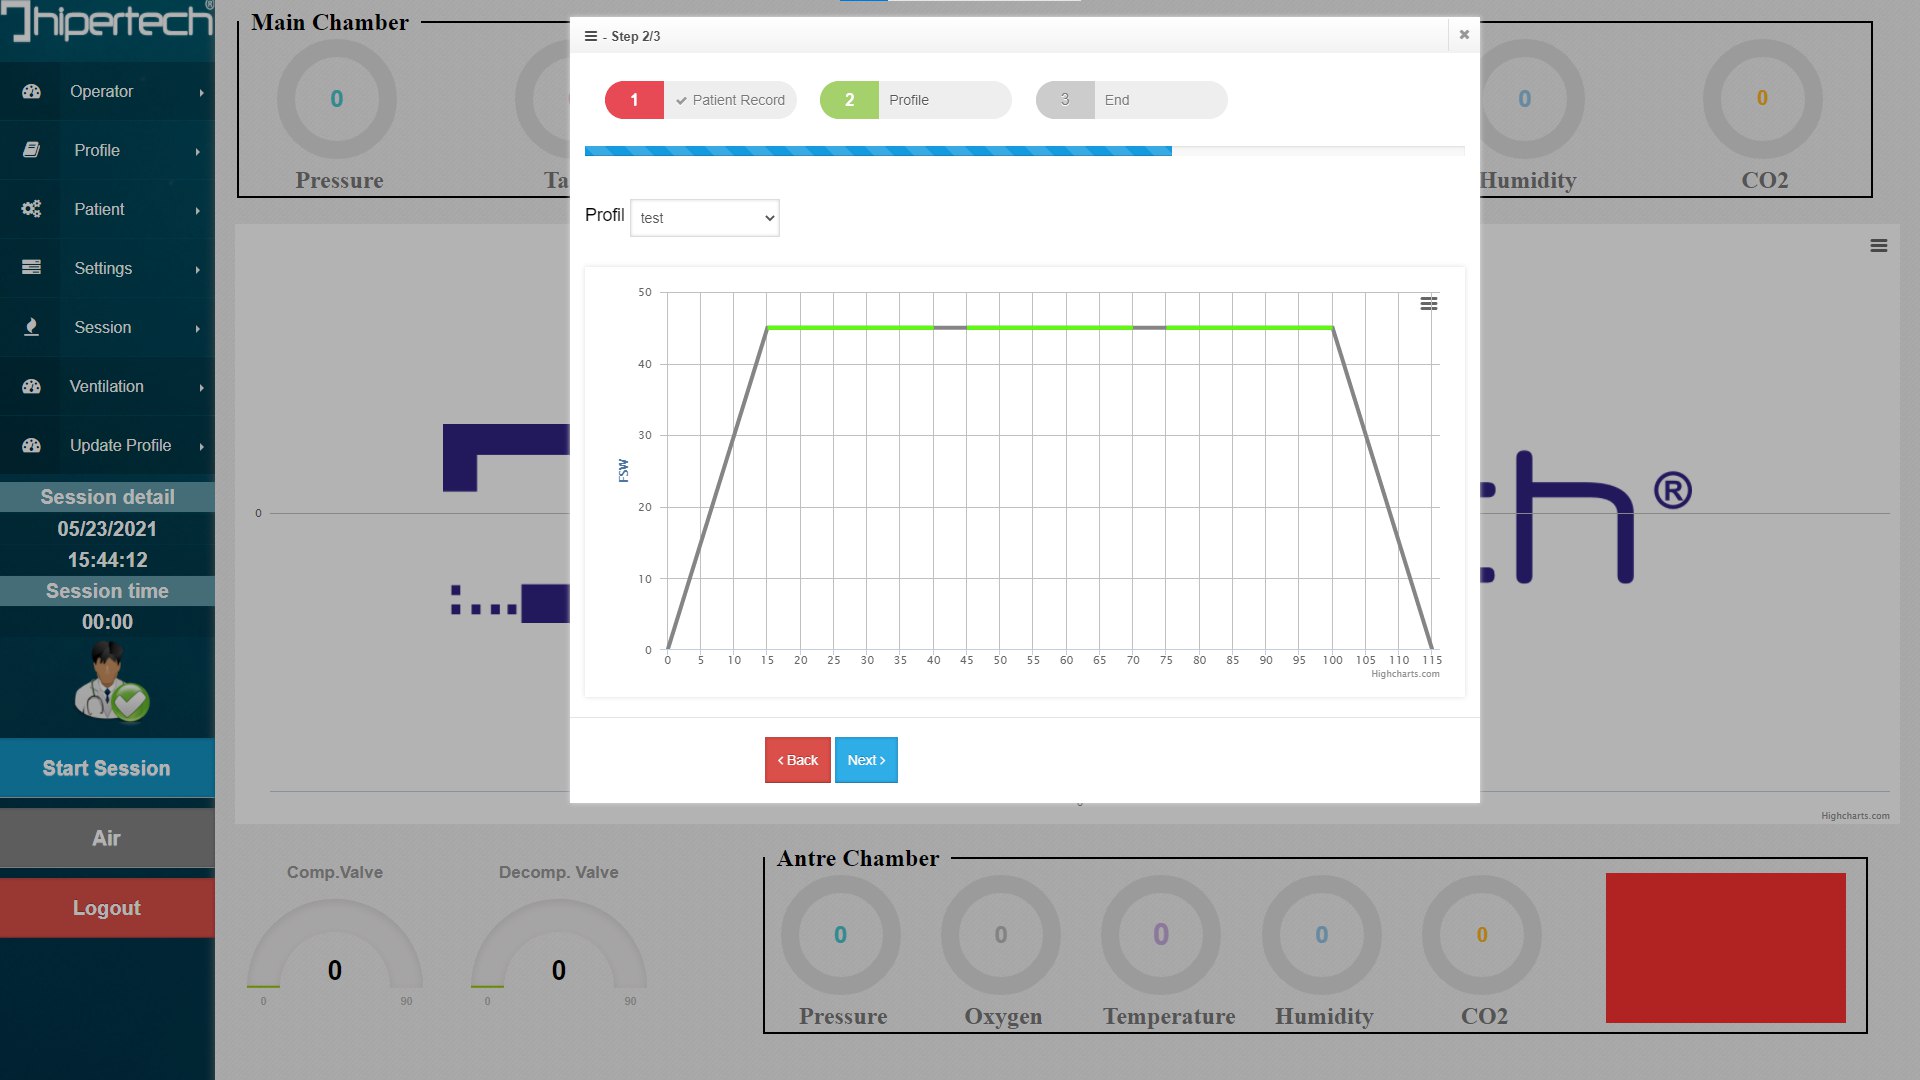 hipertech®
Operator
Profile
Patient
Settings
Session
Ventilation
Update Profile
Session detail
05/23/2021
15:44:12
Session time
00:00
Start Session
Air
Logout
Main Chamber
0
Pressure
Ta
0
Humidity
0
CO2
- Step 2/3
×
1 Patient Record
2 Profile
3 End
Profil test
50
40
30
20
10
0
FSW
0 5 10 15 20 25 30 35 40 45 50 55 60 65 70 75 80 85 90 95 100 105 110 115
Highcharts.com
Back Next
0
ch®
Highcharts.com
Comp.Valve
0
0 90
Decomp. Valve
0
0 90
Antre Chamber
0 0 0 0 0
Pressure Oxygen Temperature Humidity CO2